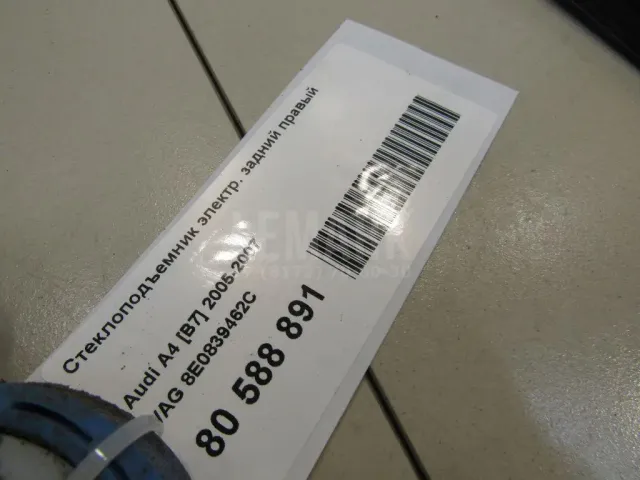 Стеклоподъемник электр. задний правый
Audi A4 [B7] 2005-2007
VAG 8E0839462C
80 588 891